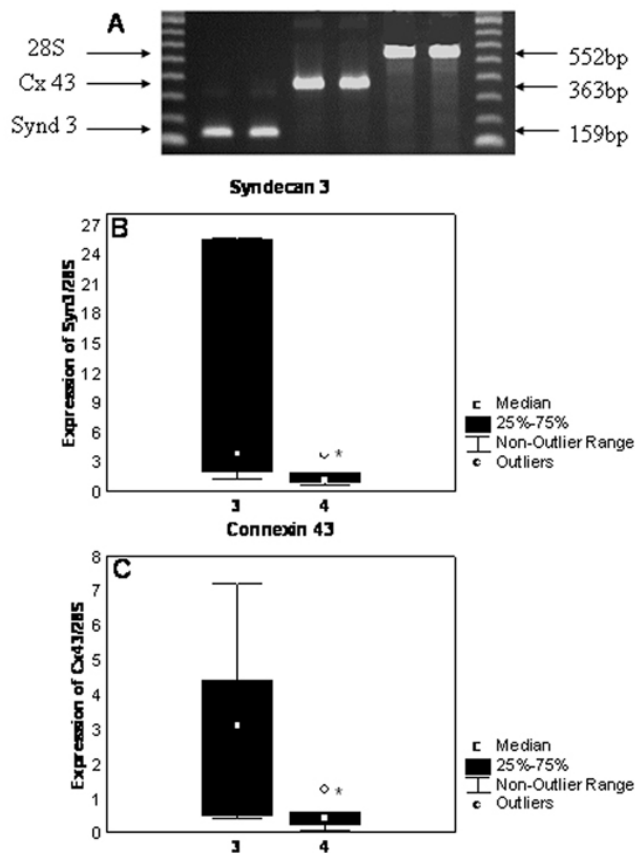 A
28S
Cx 43
Synd 3
552bp
363bp
159bp
Syndecan 3
B
Expression of Syn3/28S
27
24
21
18
15
12
9
6
3
0
*
3
4
Median
25%-75%
Non-Outlier Range
Outliers
Connexin 43
C
Expression of Cx43/28S
8
7
6
5
4
3
2
1
0
*
3
4
Median
25%-75%
Non-Outlier Range
Outliers